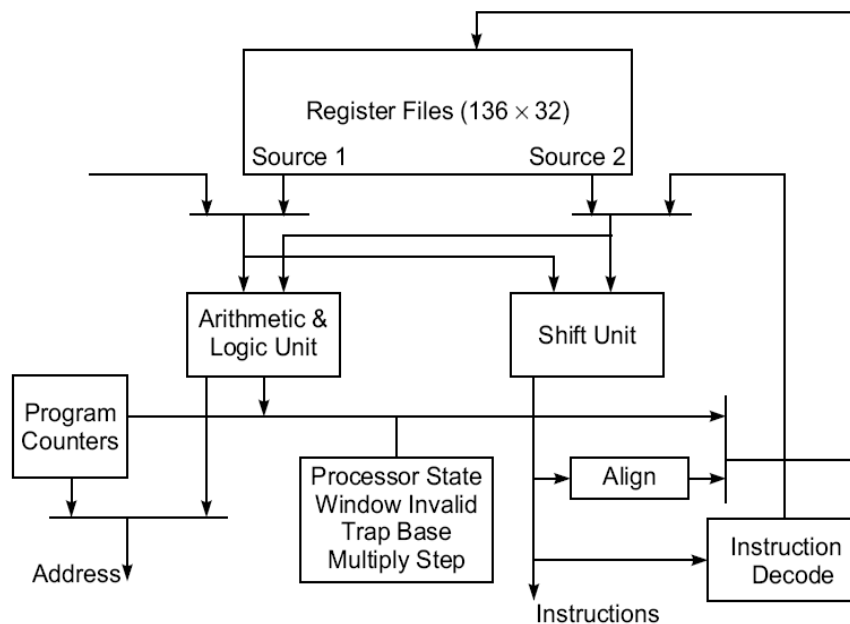 Register Files (136 × 32)
Source 1
Source 2
Arithmetic &
Logic Unit
Shift Unit
Program
Counters
Processor State
Window Invalid
Trap Base
Multiply Step
Align
Instruction
Decode
Address
Instructions